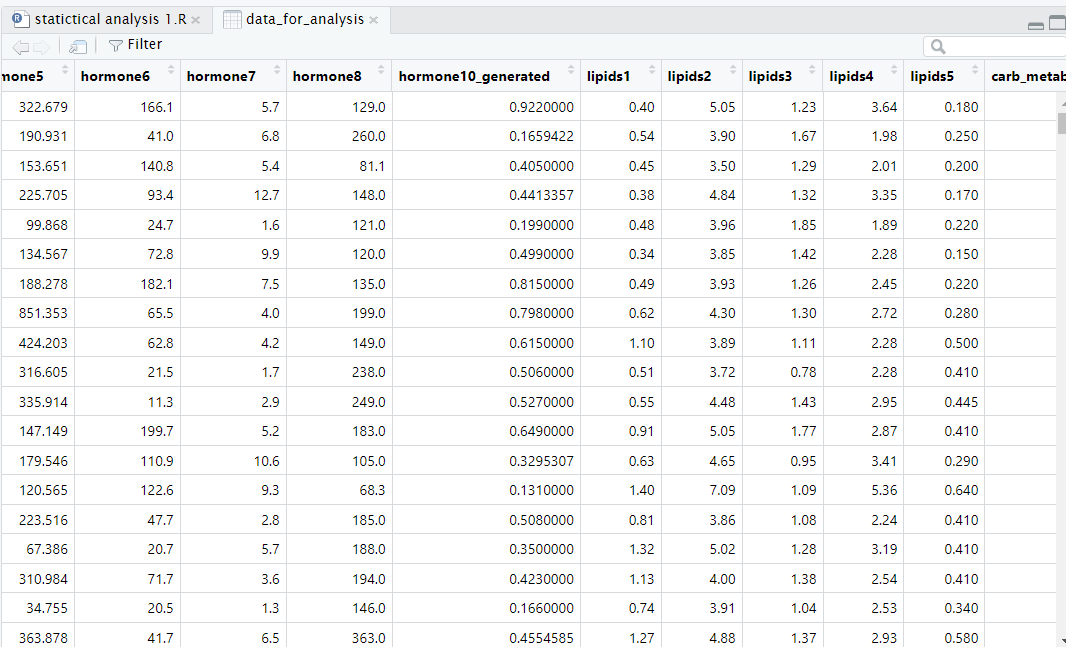 statictical analysis 1.R data_for_analysis
Filter
mone5 hormone6 hormone7 hormone8 hormone10_generated lipids1 lipids2 lipids3 lipids4 lipids5 carb_metab
322.679 166.1 5.7 129.0 0.9220000 0.40 5.05 1.23 3.64 0.180
190.931 41.0 6.8 260.0 0.1659422 0.54 3.90 1.67 1.98 0.250
153.651 140.8 5.4 81.1 0.4050000 0.45 3.50 1.29 2.01 0.200
225.705 93.4 12.7 148.0 0.4413357 0.38 4.84 1.32 3.35 0.170
99.868 24.7 1.6 121.0 0.1990000 0.48 3.96 1.85 1.89 0.220
134.567 72.8 9.9 120.0 0.4990000 0.34 3.85 1.42 2.28 0.150
188.278 182.1 7.5 135.0 0.8150000 0.49 3.93 1.26 2.45 0.220
851.353 65.5 4.0 199.0 0.7980000 0.62 4.30 1.30 2.72 0.280
424.203 62.8 4.2 149.0 0.6150000 1.10 3.89 1.11 2.28 0.500
316.605 21.5 1.7 238.0 0.5060000 0.51 3.72 0.78 2.28 0.410
335.914 11.3 2.9 249.0 0.5270000 0.55 4.48 1.43 2.95 0.445
147.149 199.7 5.2 183.0 0.6490000 0.91 5.05 1.77 2.87 0.410
179.546 110.9 10.6 105.0 0.3295307 0.63 4.65 0.95 3.41 0.290
120.565 122.6 9.3 68.3 0.1310000 1.40 7.09 1.09 5.36 0.640
223.516 47.7 2.8 185.0 0.5080000 0.81 3.86 1.08 2.24 0.410
67.386 20.7 5.7 188.0 0.3500000 1.32 5.02 1.28 3.19 0.410
310.984 71.7 3.6 194.0 0.4230000 1.13 4.00 1.38 2.54 0.410
34.755 20.5 1.3 146.0 0.1660000 0.74 3.91 1.04 2.53 0.340
363.878 41.7 6.5 363.0 0.4554585 1.27 4.88 1.37 2.93 0.580